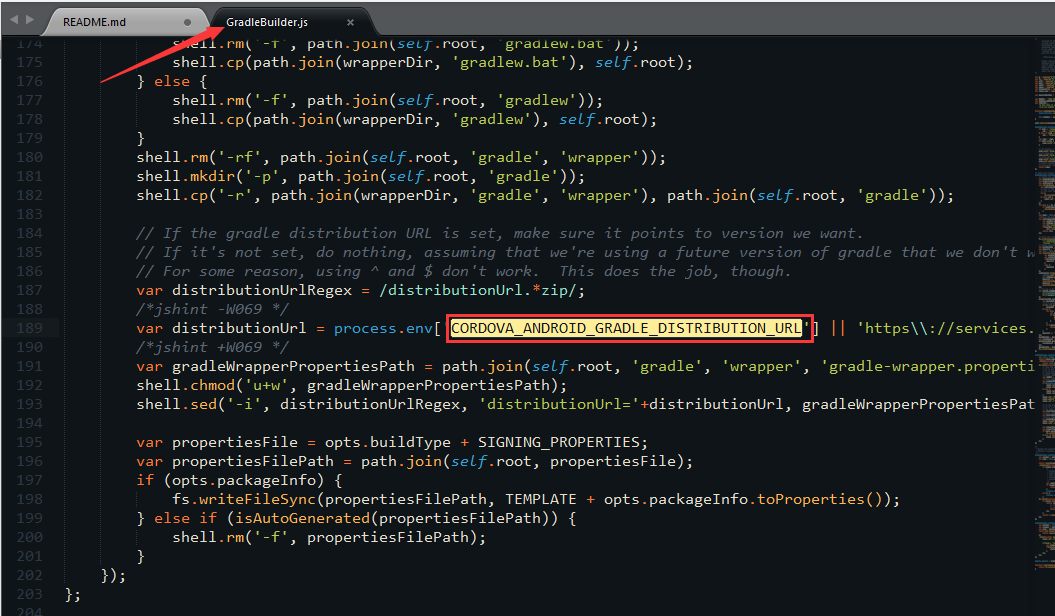 README.md GradleBuilder.js
174 shell.rm('-f', path.join(self.root, 'gradlew.bat'));
175 shell.cp(path.join(wrapperDir, 'gradlew.bat'), self.root);
176 } else {
177 shell.rm('-f', path.join(self.root, 'gradlew'));
178 shell.cp(path.join(wrapperDir, 'gradlew'), self.root);
179 }
180 shell.rm('-rf', path.join(self.root, 'gradle', 'wrapper'));
181 shell.mkdir('-p', path.join(self.root, 'gradle'));
182 shell.cp('-r', path.join(wrapperDir, 'gradle', 'wrapper'), path.join(self.root, 'gradle'));
183
184 // If the gradle distribution URL is set, make sure it points to version we want.
185 // If it's not set, do nothing, assuming that we're using a future version of gradle that we don't w
186 // For some reason, using ^ and $ don't work.  This does the job, though.
187 var distributionUrlRegex = /distributionUrl.*zip/;
188 /*jshint -W069 */
189 var distributionUrl = process.env['CORDOVA_ANDROID_GRADLE_DISTRIBUTION_URL'] || 'https\\://services.
190 /*jshint +W069 */
191 var gradleWrapperPropertiesPath = path.join(self.root, 'gradle', 'wrapper', 'gradle-wrapper.properti
192 shell.chmod('u+w', gradleWrapperPropertiesPath);
193 shell.sed('-i', distributionUrlRegex, 'distributionUrl='+distributionUrl, gradleWrapperPropertiesPat
194
195 var propertiesFile = opts.buildType + SIGNING_PROPERTIES;
196 var propertiesFilePath = path.join(self.root, propertiesFile);
197 if (opts.packageInfo) {
198 fs.writeFileSync(propertiesFilePath, TEMPLATE + opts.packageInfo.toProperties());
199 } else if (isAutoGenerated(propertiesFilePath)) {
200 shell.rm('-f', propertiesFilePath);
201 }
202 });
203 };
204